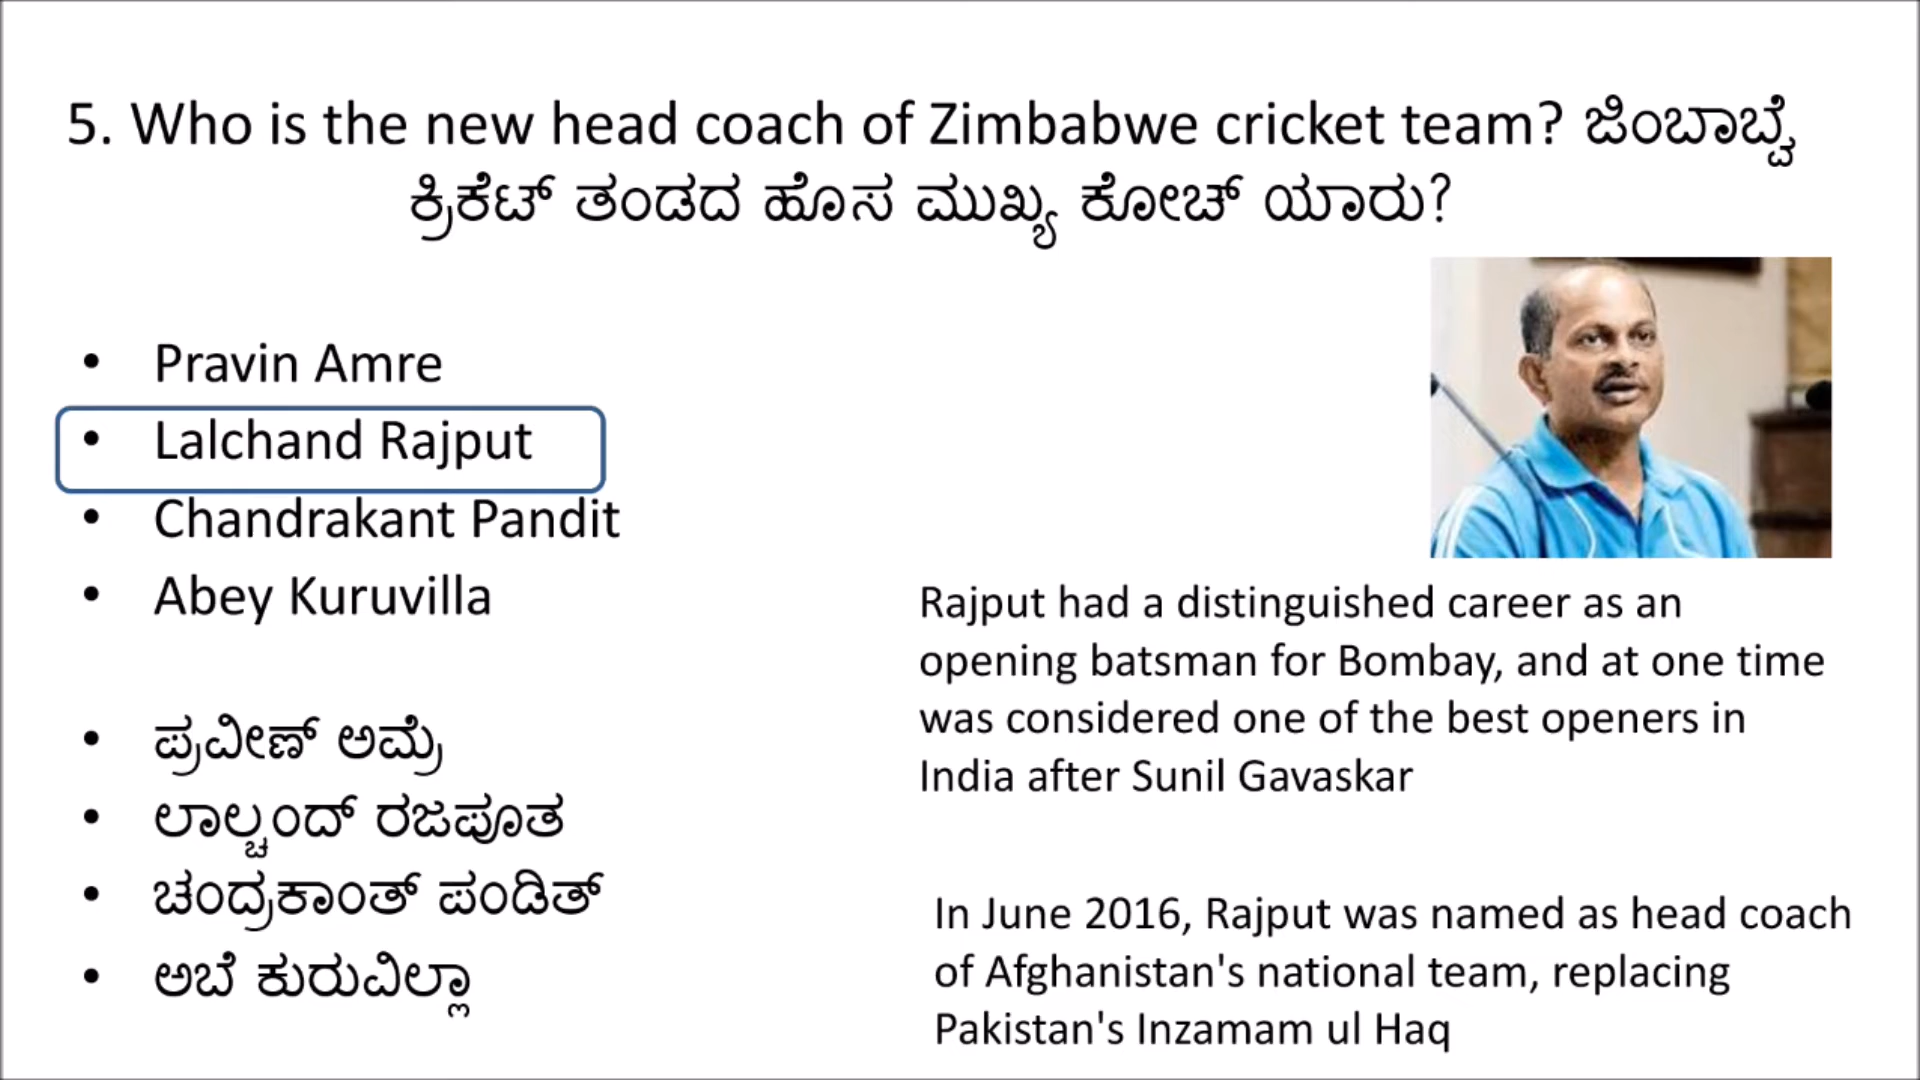 5. Who is the new head coach of Zimbabwe cricket team? ಜಿಂಬಾಬ್ವೆ
ಕ್ರಿಕೆಟ್ ತಂಡದ ಹೊಸ ಮುಖ್ಯ ಕೋಚ್ ಯಾರು?
• Pravin Amre
• Lalchand Rajput
• Chandrakant Pandit
• Abey Kuruvilla
• ಪ್ರವೀಣ್ ಅಮ್ರೆ
• ಲಾಲ್ಚಂದ್ ರಜಪೂತ
• ಚಂದ್ರಕಾಂತ್ ಪಂಡಿತ್
• ಅಬೆ ಕುರುವಿಲ್ಲಾ
Rajput had a distinguished career as an
opening batsman for Bombay, and at one time
was considered one of the best openers in
India after Sunil Gavaskar
In June 2016, Rajput was named as head coach
of Afghanistan's national team, replacing
Pakistan's Inzamam ul Haq